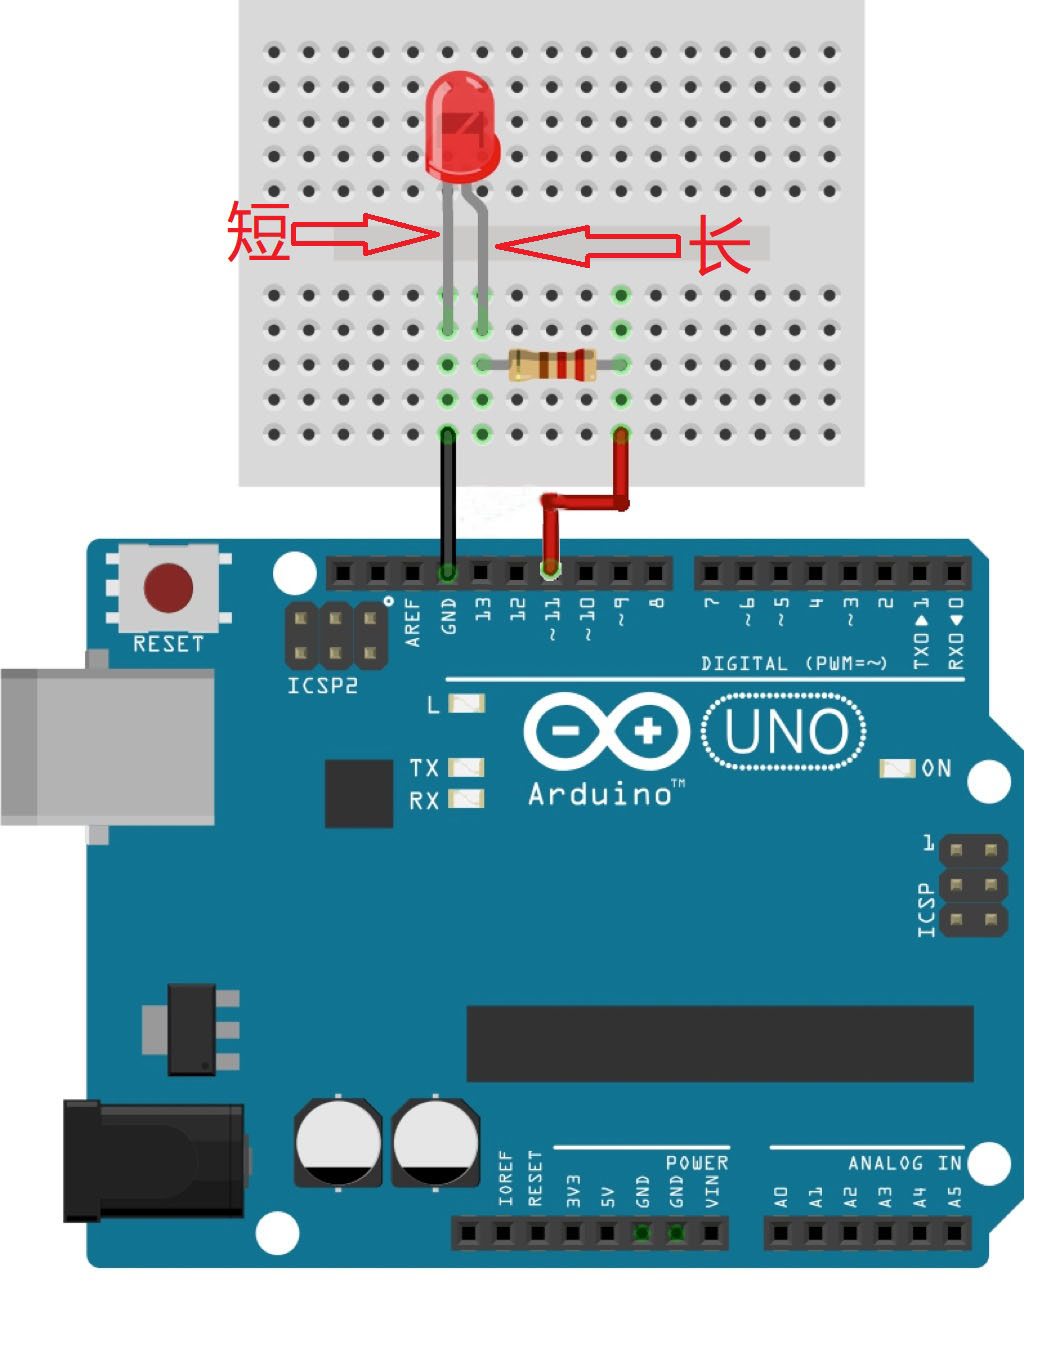 短
长
RESET
ICSP2
AREF
GND
13
12
~11
~10
~9
8
7
~6
~5
4
~3
2
TX0▶1
RX0◀0
DIGITAL (PWM=~)
L
TX
RX
Arduino™
UNO
ON
1
ICSP
IOREF
RESET
3V3
5V
GND
GND
VIN
POWER
ANALOG IN
A0
A1
A2
A3
A4
A5